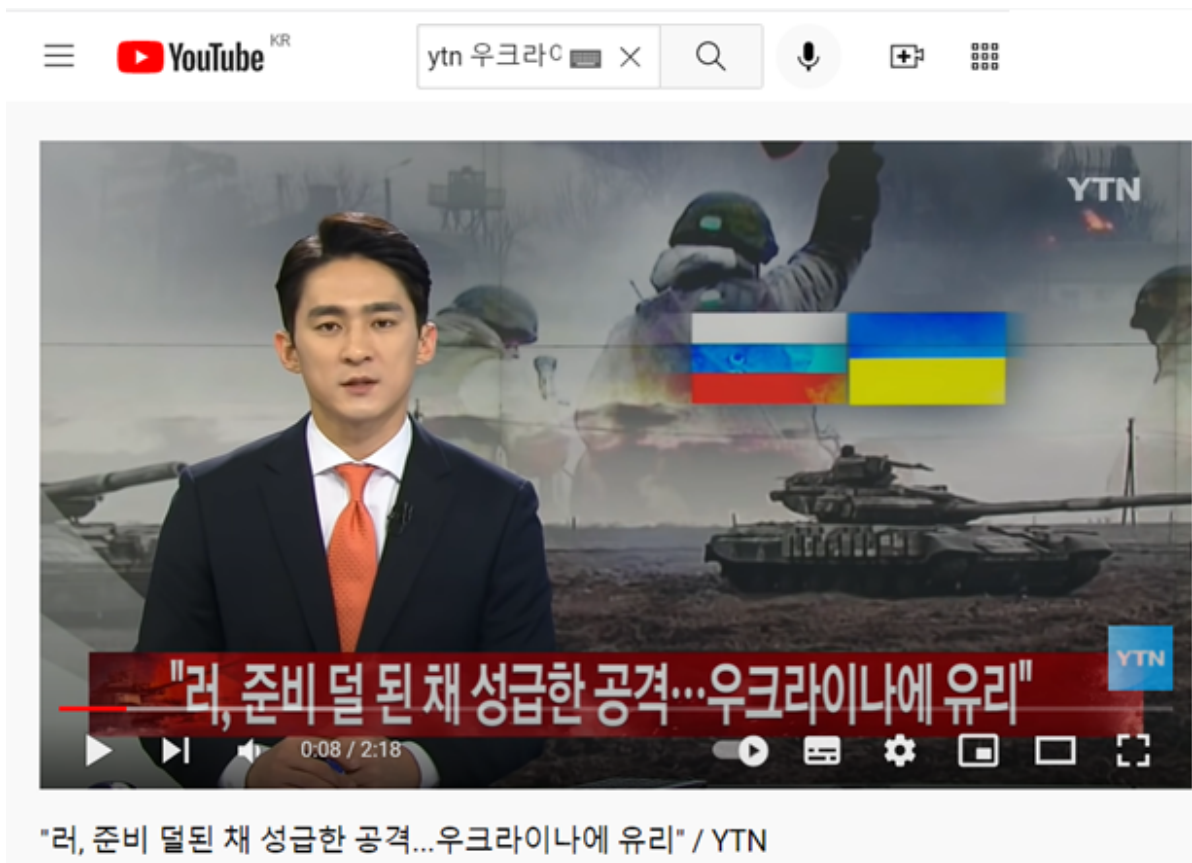 YouTube KR
ytn 우크라이
YTN
YTN
"러, 준비 덜 된 채 성급한 공격…우크라이나에 유리"
0:08 / 2:18
"러, 준비 덜된 채 성급한 공격...우크라이나에 유리" / YTN